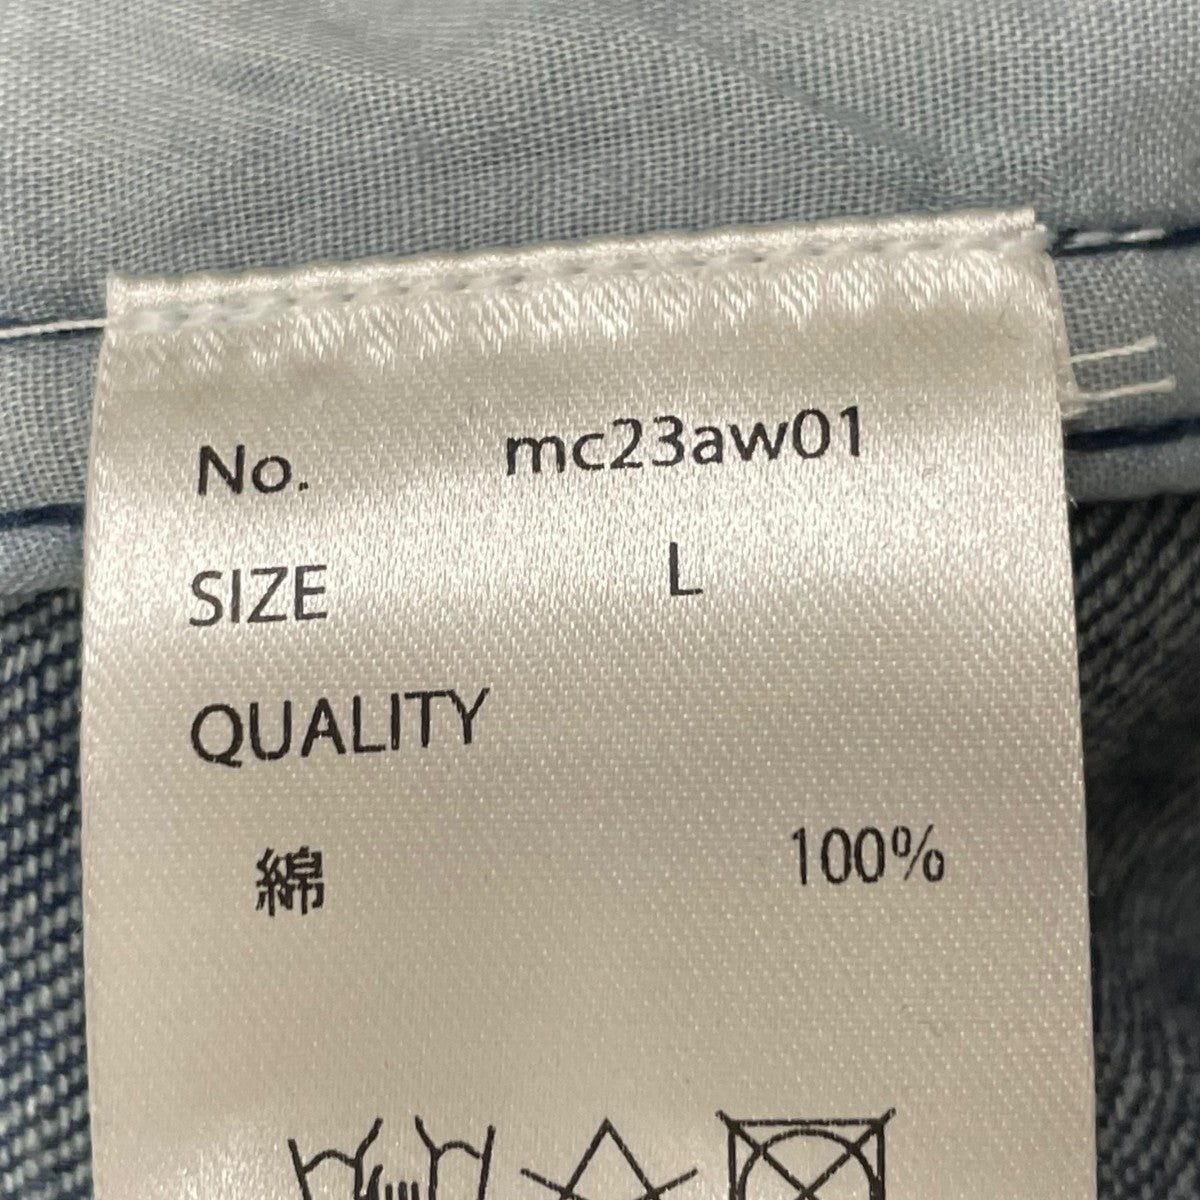 No. mc23aw01
SIZE L
QUALITY
綿 100%